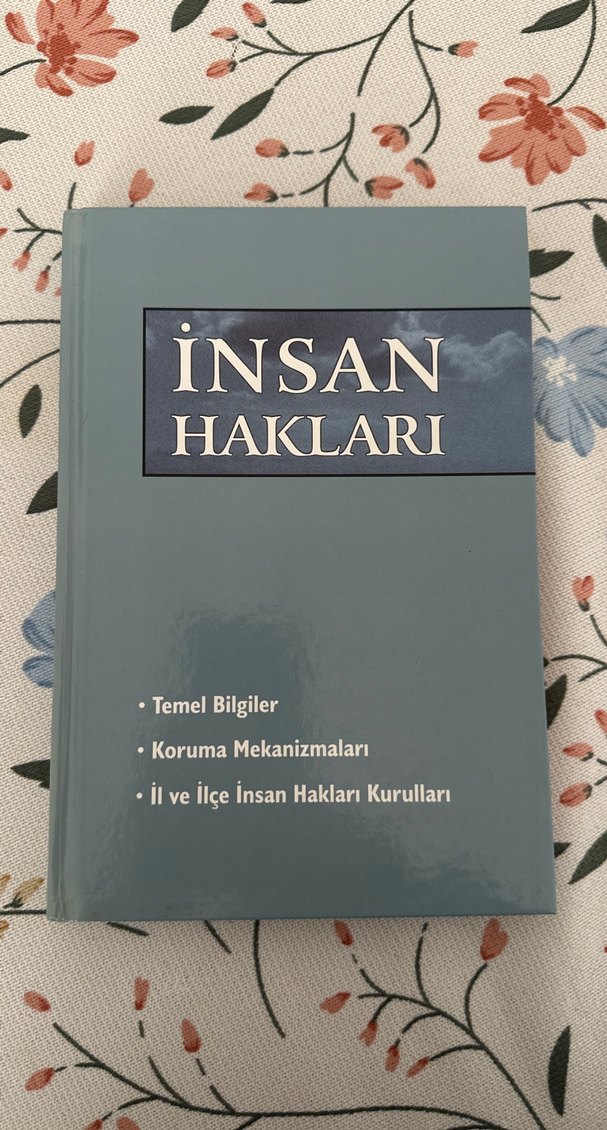 İNSAN
HAKLARI
• Temel Bilgiler
• Koruma Mekanizmaları
• İl ve İlçe İnsan Hakları Kurulları